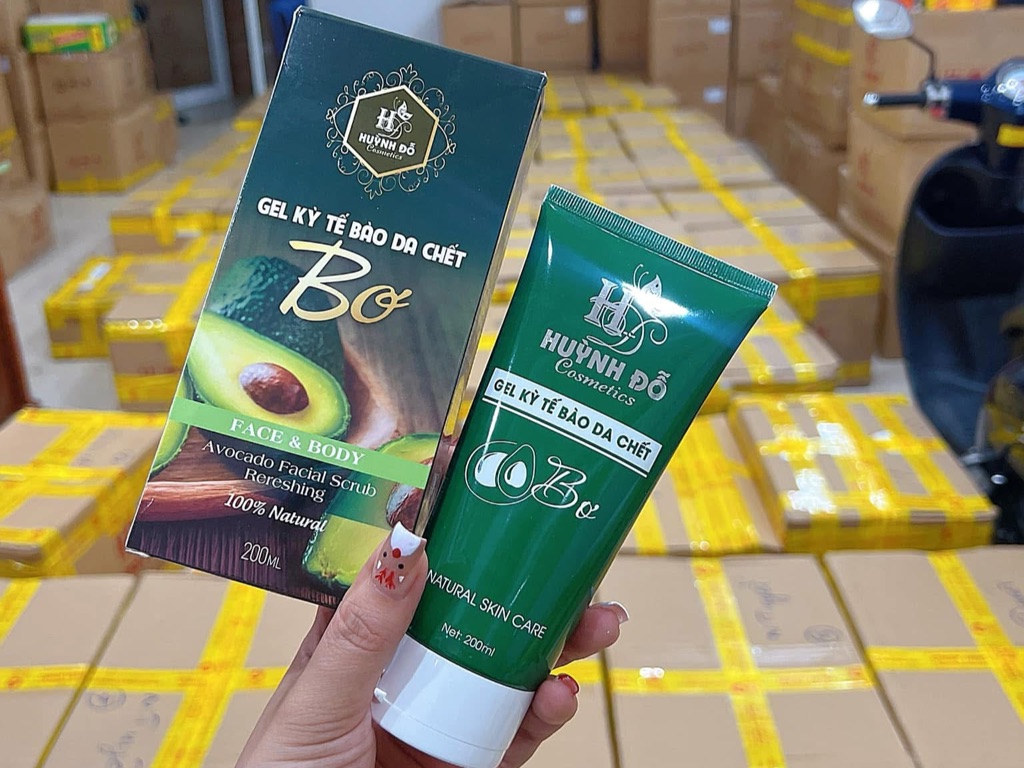 H
HUỲNH ĐỖ
Cosmetics
GEL KỲ TẾ BÀO DA CHẾT
Bơ
FACE & BODY
Avocado Facial Scrub
Rereshing
100% Natural
200ML
HD
HUỲNH ĐỖ
Cosmetics
GEL KỲ TẾ BÀO DA CHẾT
Bơ
NATURAL SKIN CARE
Net: 200ml